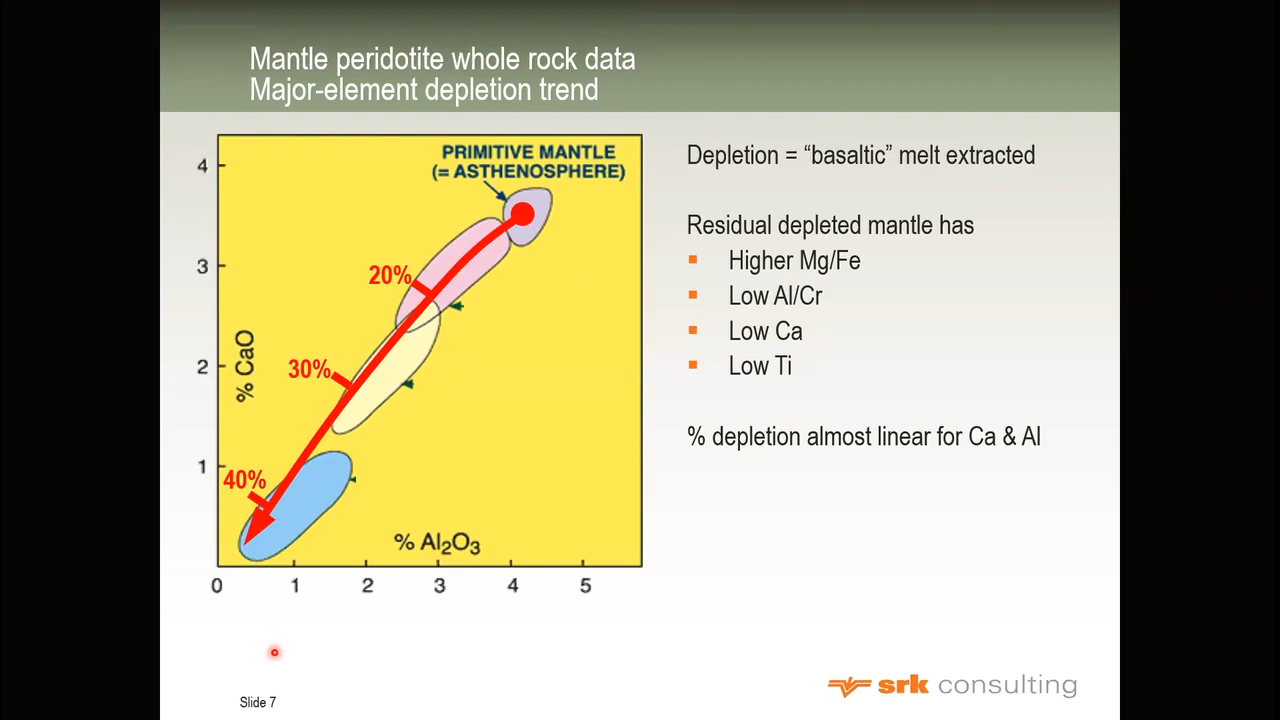 Mantle peridotite whole rock data
Major-element depletion trend
PRIMITIVE MANTLE
(= ASTHENOSPHERE)
4
3
2
1
% CaO
20%
30%
40%
% Al₂O₃
0
1
2
3
4
5
Depletion = “basaltic” melt extracted
Residual depleted mantle has
Higher Mg/Fe
Low Al/Cr
Low Ca
Low Ti
% depletion almost linear for Ca & Al
Slide 7
srk consulting